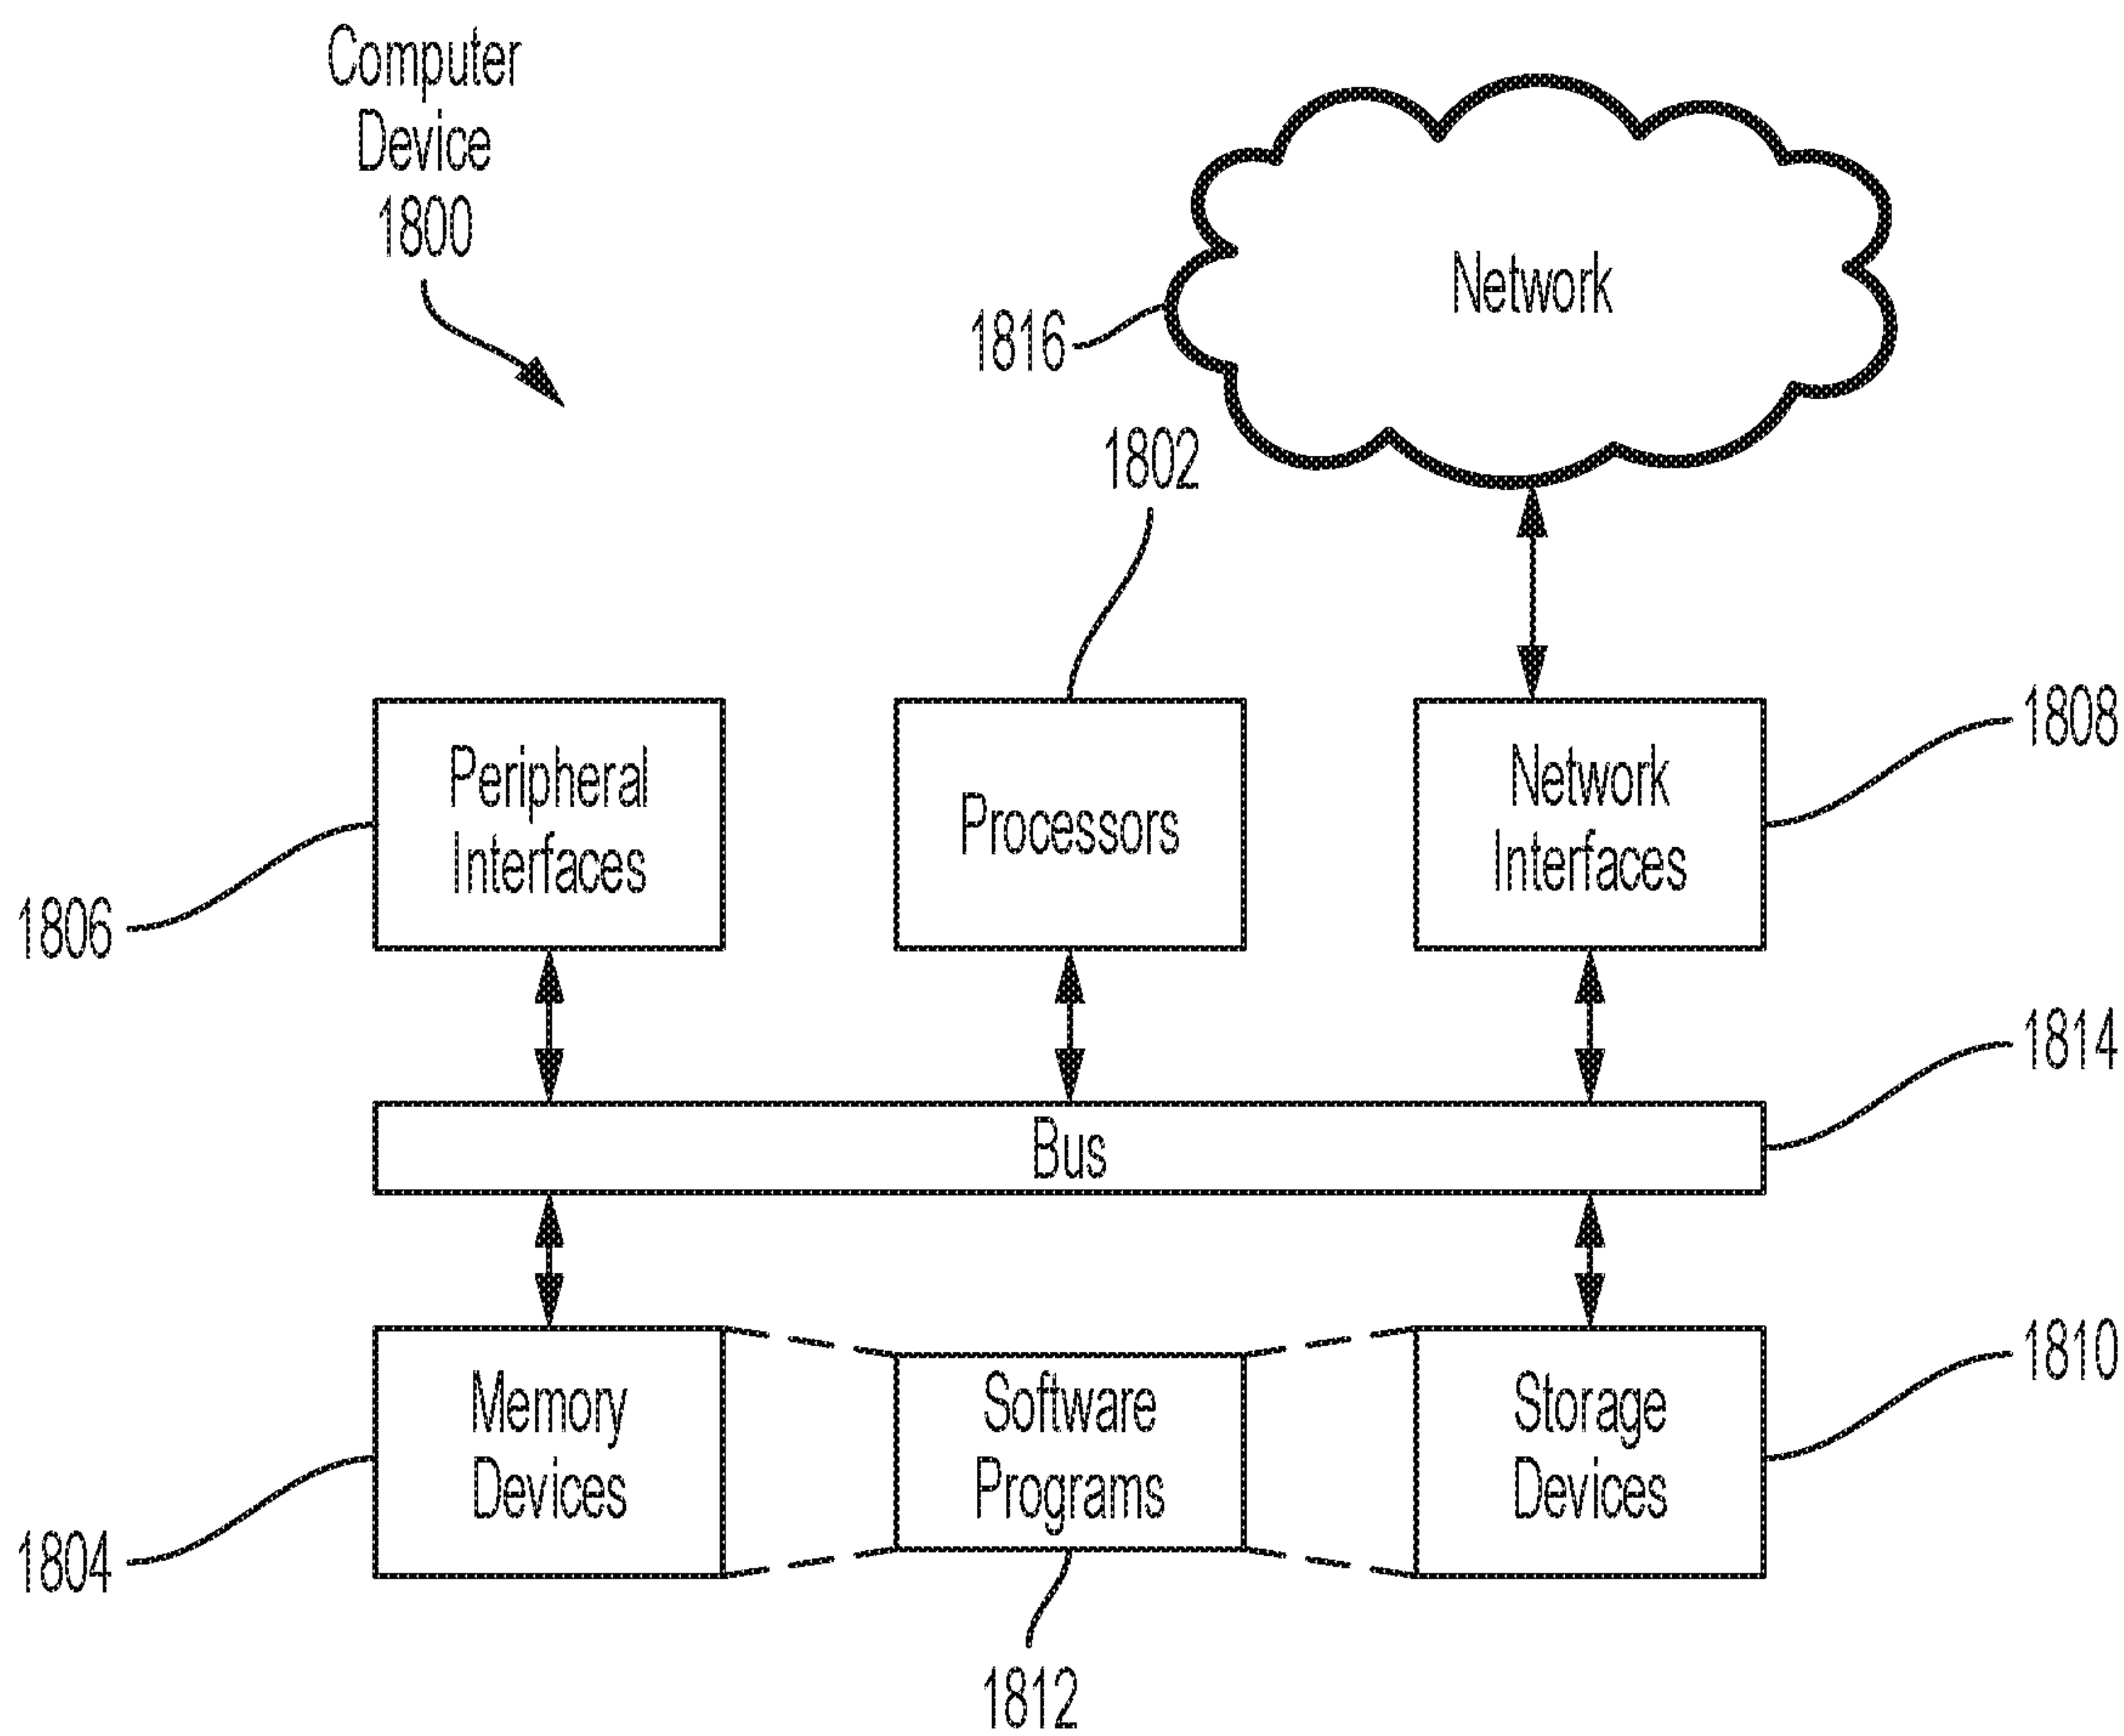 Computer
Device
1800
Network
1816
1802
1808
Peripheral
Interfaces
Processors
Network
Interfaces
1806
1814
Bus
1810
Memory
Devices
Software
Programs
Storage
Devices
1804
1812